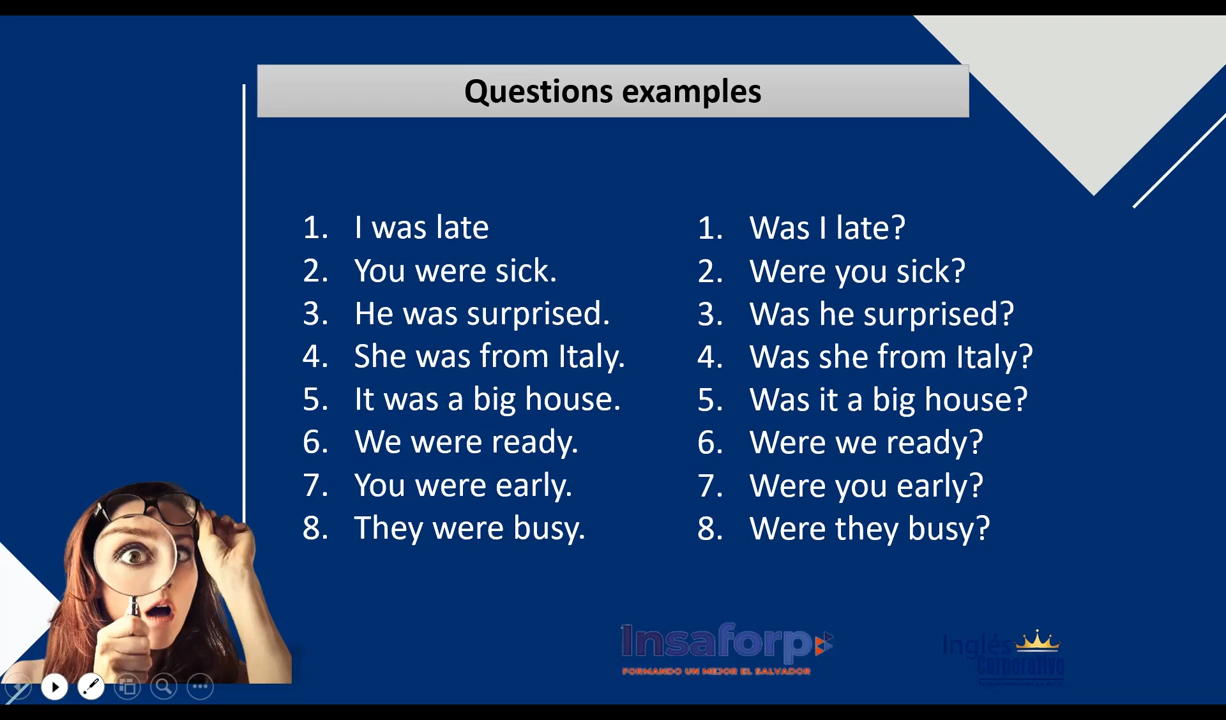 Questions examples
1. I was late
2. You were sick.
3. He was surprised.
4. She was from Italy.
5. It was a big house.
6. We were ready.
7. You were early.
8. They were busy.
1. Was I late?
2. Were you sick?
3. Was he surprised?
4. Was she from Italy?
5. Was it a big house?
6. Were we ready?
7. Were you early?
8. Were they busy?
Insaforp
FORMANDO UN MEJOR EL SALVADOR
Inglés
Corporativo